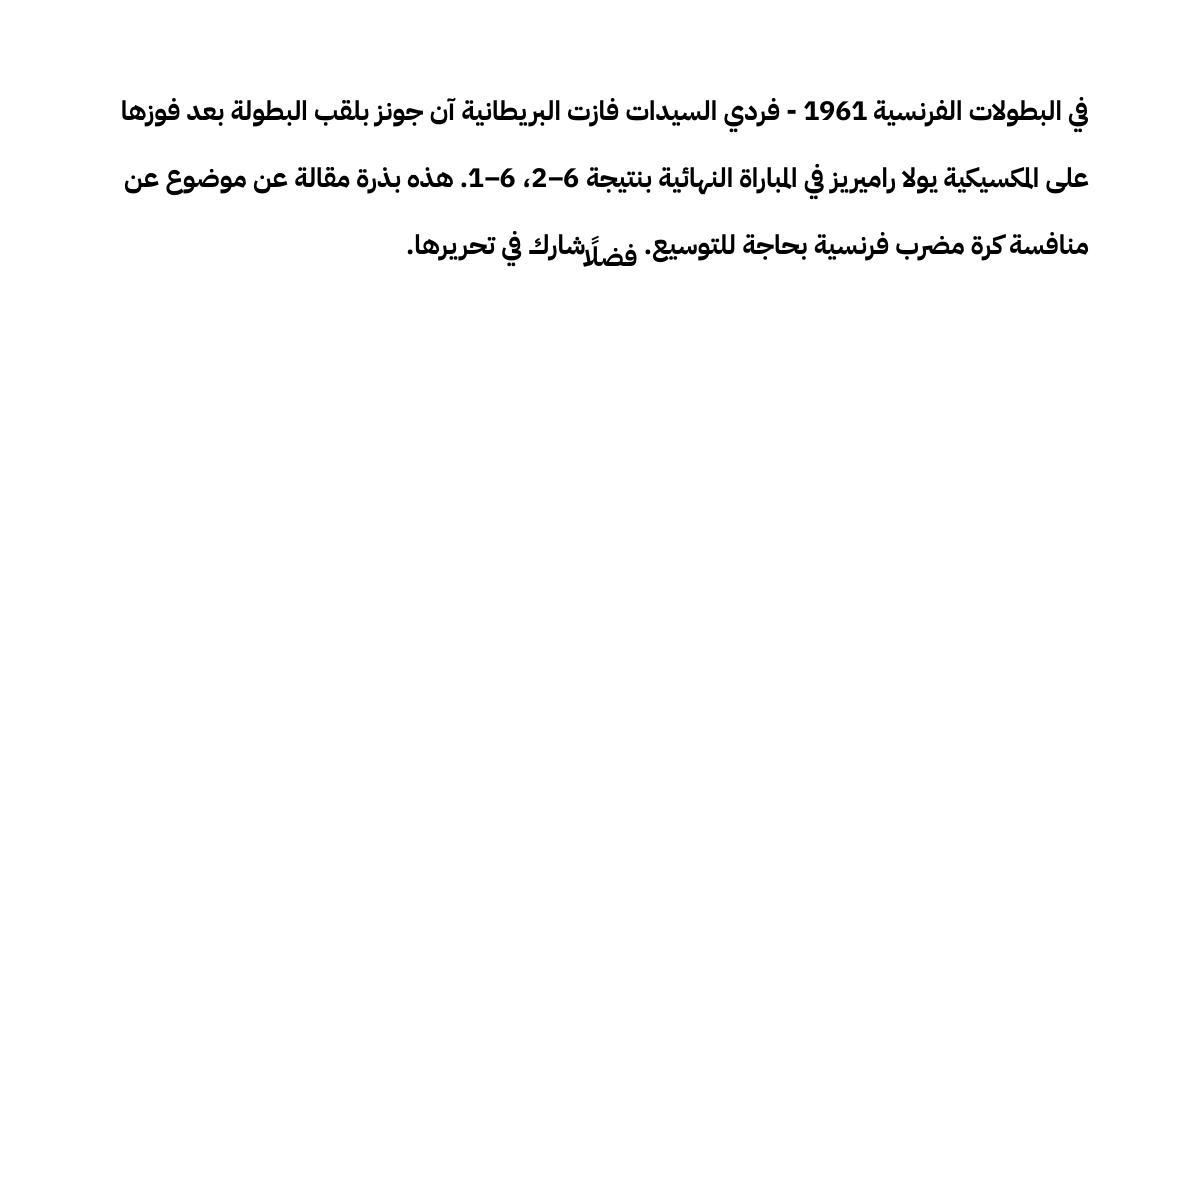 في البطولات الفرنسية 1961 - فردي السيدات فازت البريطانية آن جونز بلقب البطولة بعد فوزها
على المكسيكية يولا راميريز في المباراة النهائية بنتيجة 6–2، 6–1. هذه بذرة مقالة عن موضوع عن
منافسة كرة مضرب فرنسية بحاجة للتوسيع. فضلًا شارك في تحريرها.